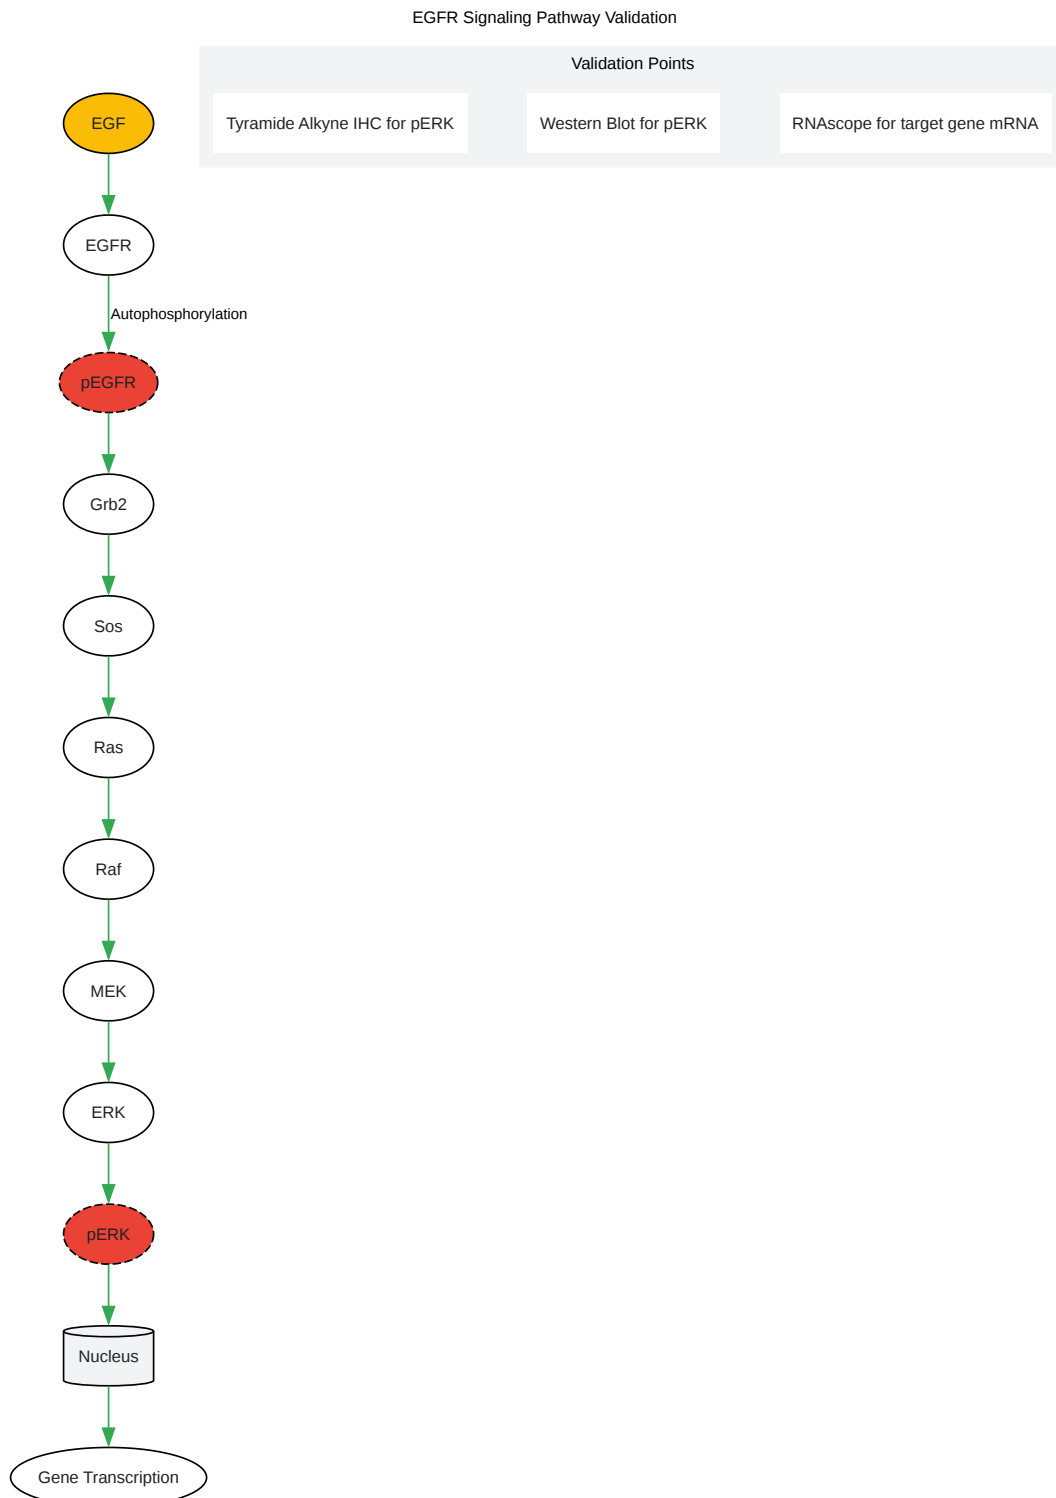 EGFR Signaling Pathway Validation
Validation Points
Tyramide Alkyne IHC for pERK
Western Blot for pERK
RNAscope for target gene mRNA
EGF
EGFR
Autophosphorylation
pEGFR
Grb2
Sos
Ras
Raf
MEK
ERK
pERK
Nucleus
Gene Transcription